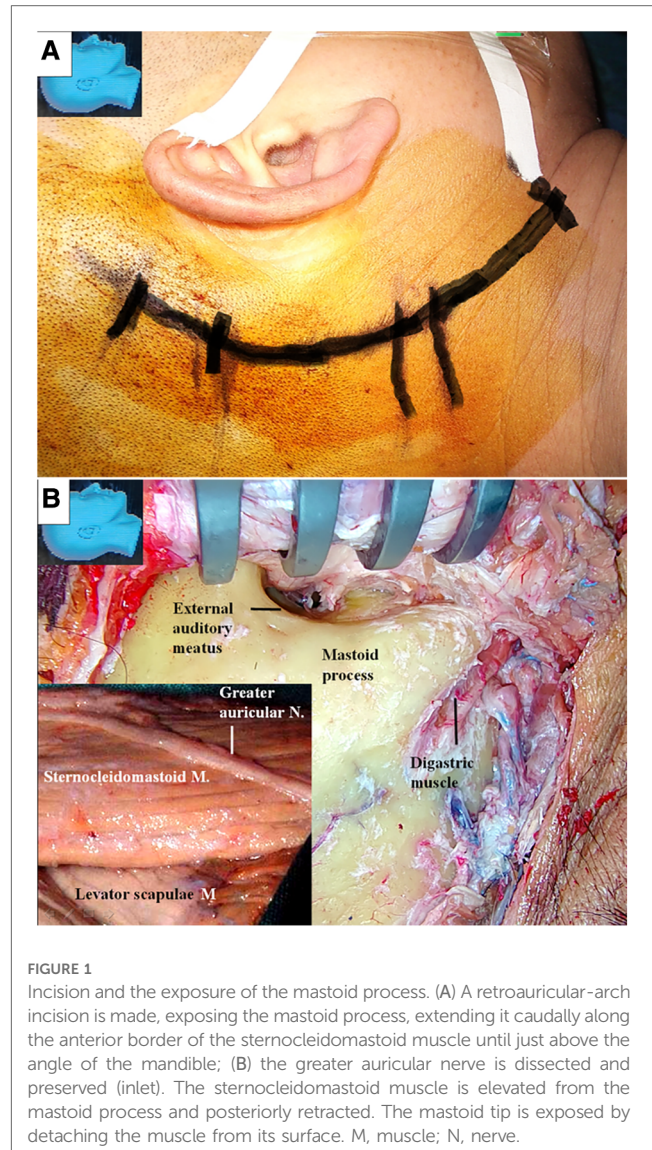 A
B
External
auditory
meatus
Mastoid
process
Greater
auricular N.
Sternocleidomastoid M.
Digastric
muscle
Levator scapulae M
FIGURE 1
Incision and the exposure of the mastoid process. (A) A retroauricular-arch
incision is made, exposing the mastoid process, extending it caudally along
the anterior border of the sternocleidomastoid muscle until just above the
angle of the mandible; (B) the greater auricular nerve is dissected and
preserved (inlet). The sternocleidomastoid muscle is elevated from the
mastoid process and posteriorly retracted. The mastoid tip is exposed by
detaching the muscle from its surface. M, muscle; N, nerve.